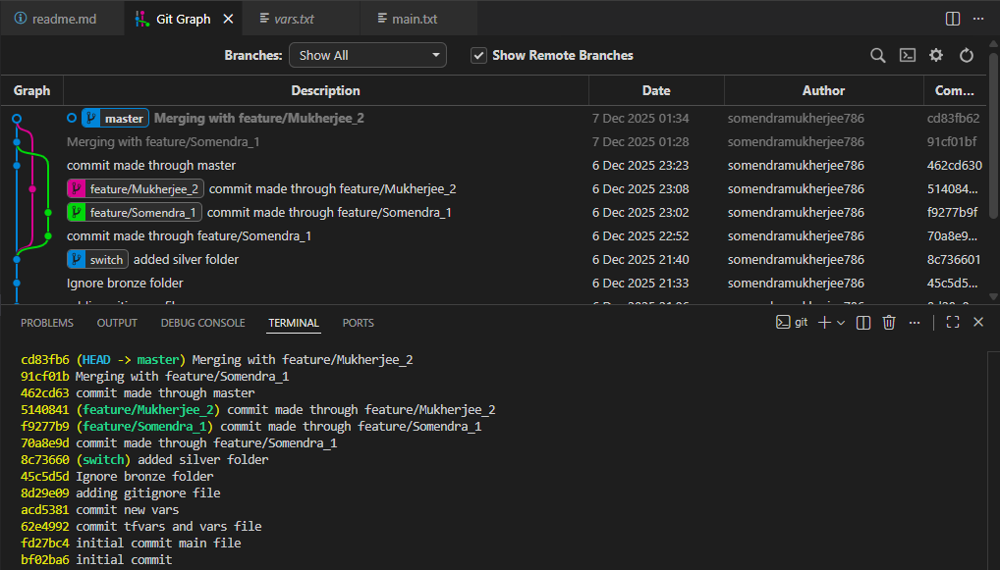 readme.md Git Graph vars.txt main.txt
Branches: Show All Show Remote Branches
Graph Description Date Author Com...
master Merging with feature/Mukherjee_2 7 Dec 2025 01:34 somendramukherjee786 cd83fb62
Merging with feature/Somendra_1 7 Dec 2025 01:28 somendramukherjee786 91cf01bf
commit made through master 6 Dec 2025 23:23 somendramukherjee786 462cd630
feature/Mukherjee_2 commit made through feature/Mukherjee_2 6 Dec 2025 23:08 somendramukherjee786 514084...
feature/Somendra_1 commit made through feature/Somendra_1 6 Dec 2025 23:02 somendramukherjee786 f9277b9f
commit made through feature/Somendra_1 6 Dec 2025 22:52 somendramukherjee786 70a8e9...
switch added silver folder 6 Dec 2025 21:40 somendramukherjee786 8c736601
Ignore bronze folder 6 Dec 2025 21:33 somendramukherjee786 45c5d5...
PROBLEMS OUTPUT DEBUG CONSOLE TERMINAL PORTS git
cd83fb6 (HEAD -> master) Merging with feature/Mukherjee_2
91cf01b Merging with feature/Somendra_1
462cd63 commit made through master
5140841 (feature/Mukherjee_2) commit made through feature/Mukherjee_2
f9277b9 (feature/Somendra_1) commit made through feature/Somendra_1
70a8e9d commit made through feature/Somendra_1
8c73660 (switch) added silver folder
45c5d5d Ignore bronze folder
8d29e09 adding gitignore file
acd5381 commit new vars
62e4992 commit tfvars and vars file
fd27bc4 initial commit main file
bf02ba6 initial commit